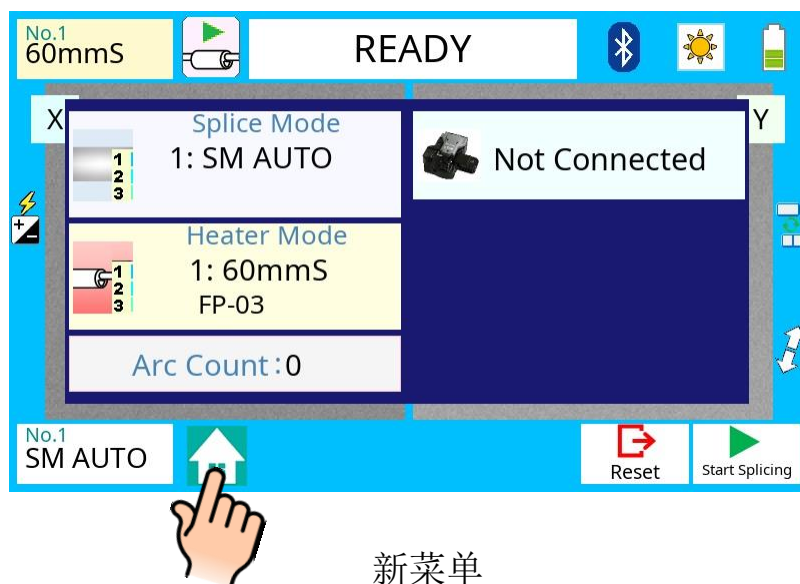 No.1
60mmS
READY
X
Y
Splice Mode
1: SM AUTO
1
2
3
Not Connected
Heater Mode
1: 60mmS
FP-03
1
2
3
Arc Count:0
No.1
SM AUTO
Reset
Start Splicing
新菜单